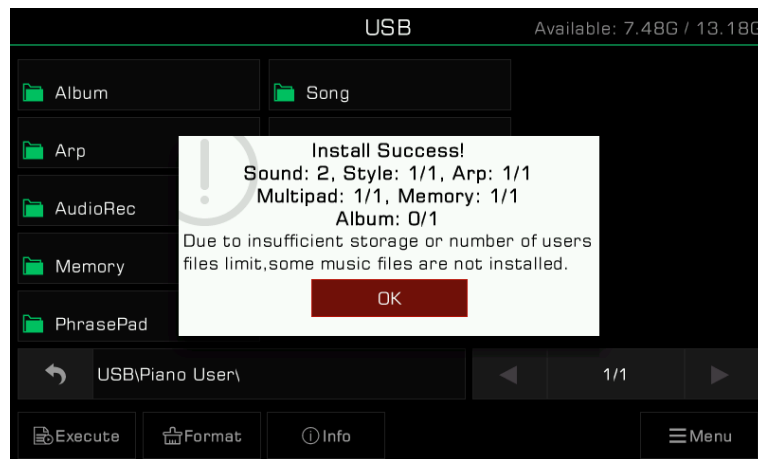 USB
Available: 7.48G / 13.18G
Album
Song
Arp
Install Success!
Sound: 2, Style: 1/1, Arp: 1/1
Multipad: 1/1, Memory: 1/1
Album: 0/1
Due to insufficient storage or number of users
files limit,some music files are not installed.
OK
AudioRec
Memory
PhrasePad
USB\Piano User\
1/1
Execute
Format
Info
Menu